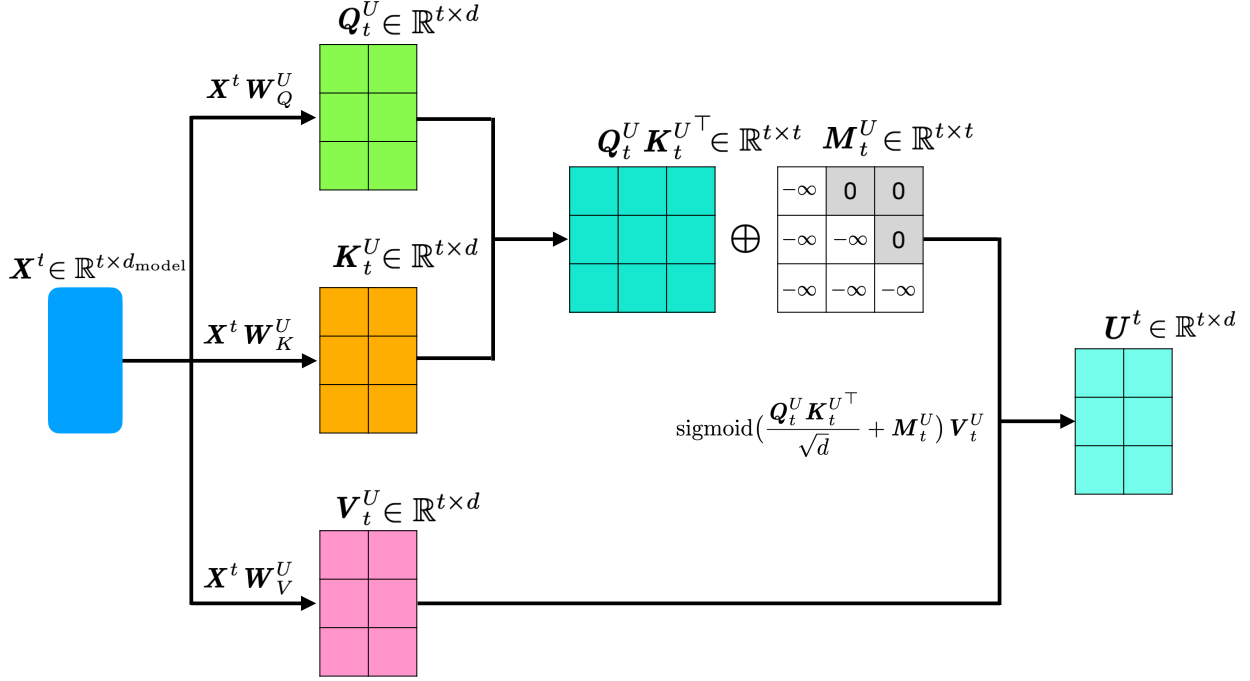 Q_t^U ∈ ℝ^{t×d}
X^t W_Q^U
Q_t^U K_t^{U⊤} ∈ ℝ^{t×t}
M_t^U ∈ ℝ^{t×t}
−∞ 0 0
−∞ −∞ 0
−∞ −∞ −∞
⊕
K_t^U ∈ ℝ^{t×d}
X^t ∈ ℝ^{t×d_model}
X^t W_K^U
U^t ∈ ℝ^{t×d}
sigmoid(Q_t^U K_t^{U⊤} / √d + M_t^U) V_t^U
V_t^U ∈ ℝ^{t×d}
X^t W_V^U